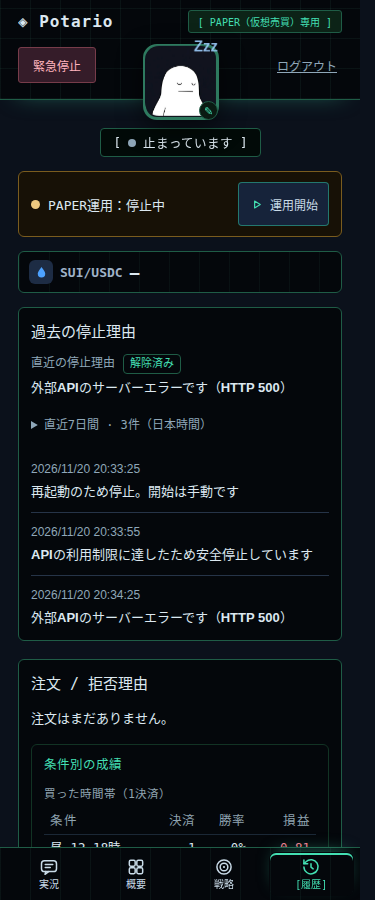 ◈ Potario
[ PAPER（仮想売買）専用 ]
緊急停止
Zzz
ログアウト
[ 止まっています ]
PAPER運用：停止中
運用開始
SUI/USDC —
過去の停止理由
直近の停止理由 解除済み
外部APIのサーバーエラーです（HTTP 500）
▶ 直近7日間 · 3件（日本時間）
2026/11/20 20:33:25
再起動のため停止。開始は手動です
2026/11/20 20:33:55
APIの利用制限に達したため安全停止しています
2026/11/20 20:34:25
外部APIのサーバーエラーです（HTTP 500）
注文 / 拒否理由
注文はまだありません。
条件別の成績
買った時間帯（1決済）
条件 決済 勝率 損益
昼 12-18時 1 0% -0.81
実況 概要 戦略 [履歴]